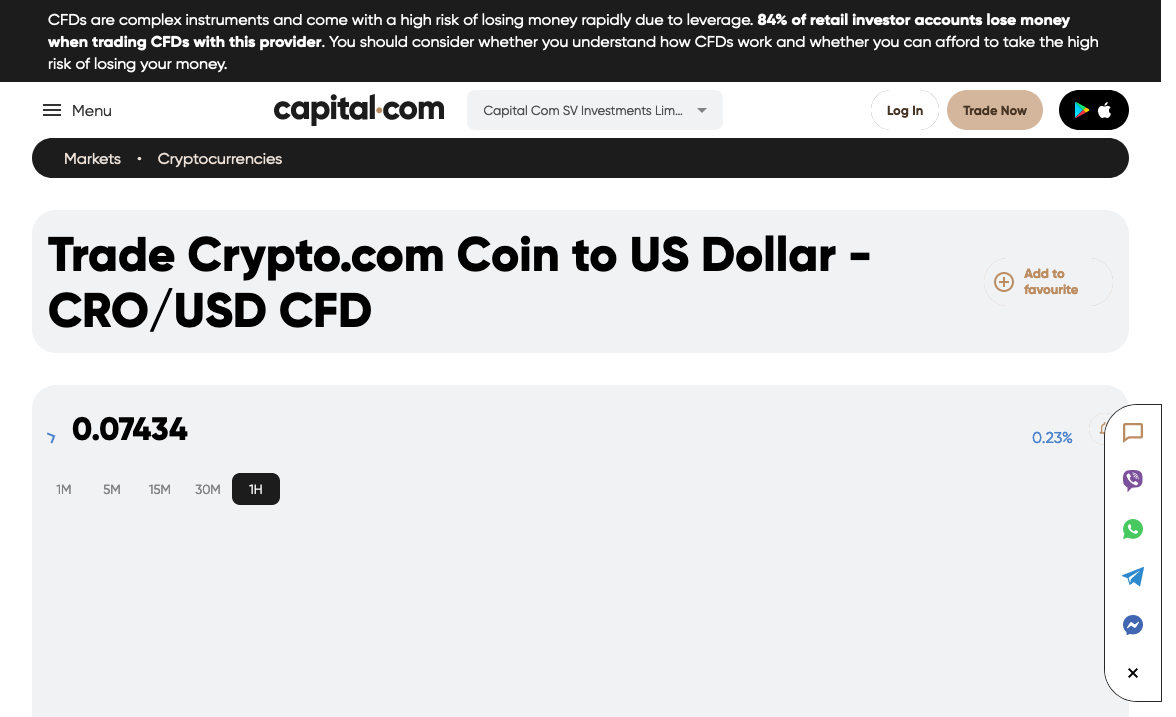 CFDs are complex instruments and come with a high risk of losing money rapidly due to leverage. 84% of retail investor accounts lose money
when trading CFDs with this provider. You should consider whether you understand how CFDs work and whether you can afford to take the high
risk of losing your money.
Menu
capital.com
Capital Com SV Investments Lim...
Log In
Trade Now
Markets • Cryptocurrencies
Trade Crypto.com Coin to US Dollar -
CRO/USD CFD
Add to
favourite
0.07434
0.23%
1M 5M 15M 30M 1H